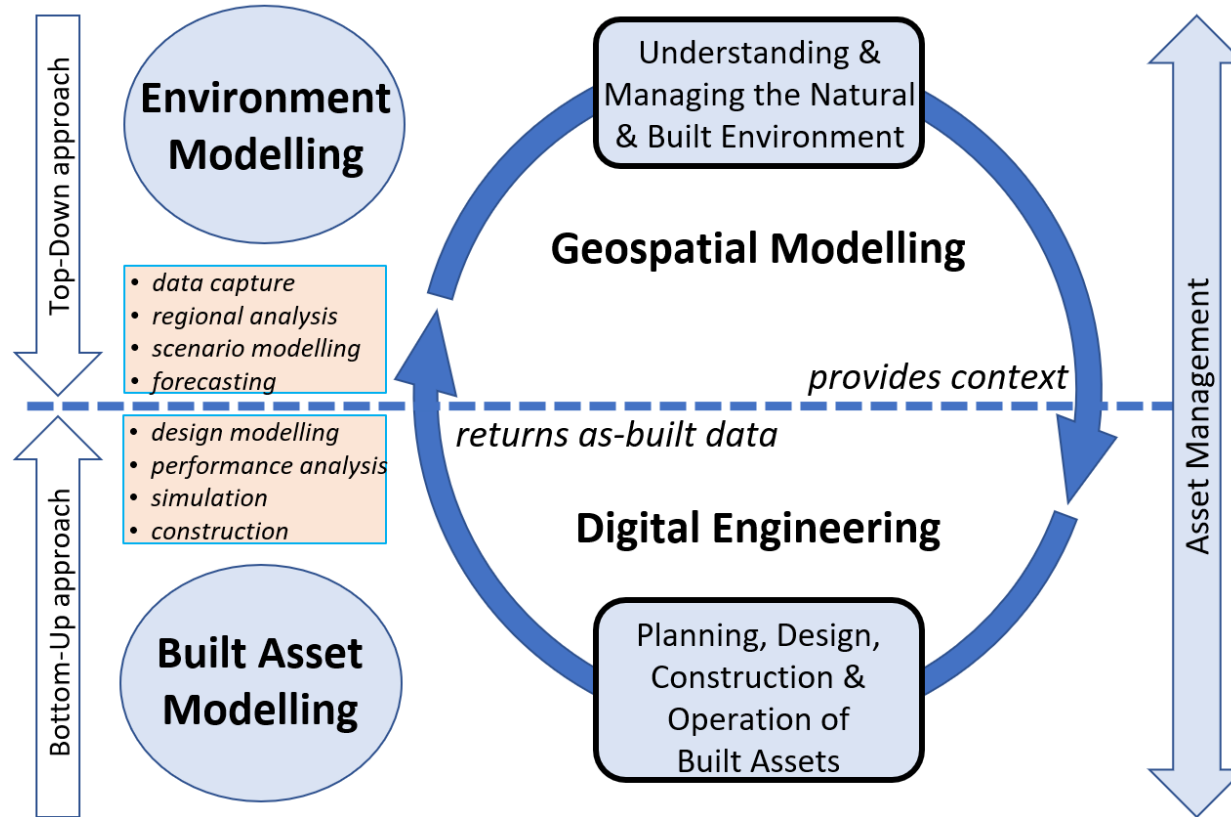 Top-Down approach
Environment
Modelling
• data capture
• regional analysis
• scenario modelling
• forecasting
• design modelling
• performance analysis
• simulation
• construction
Bottom-Up approach
Built Asset
Modelling
Understanding &
Managing the Natural
& Built Environment
Geospatial Modelling
provides context
returns as-built data
Digital Engineering
Planning, Design,
Construction &
Operation of
Built Assets
Asset Management